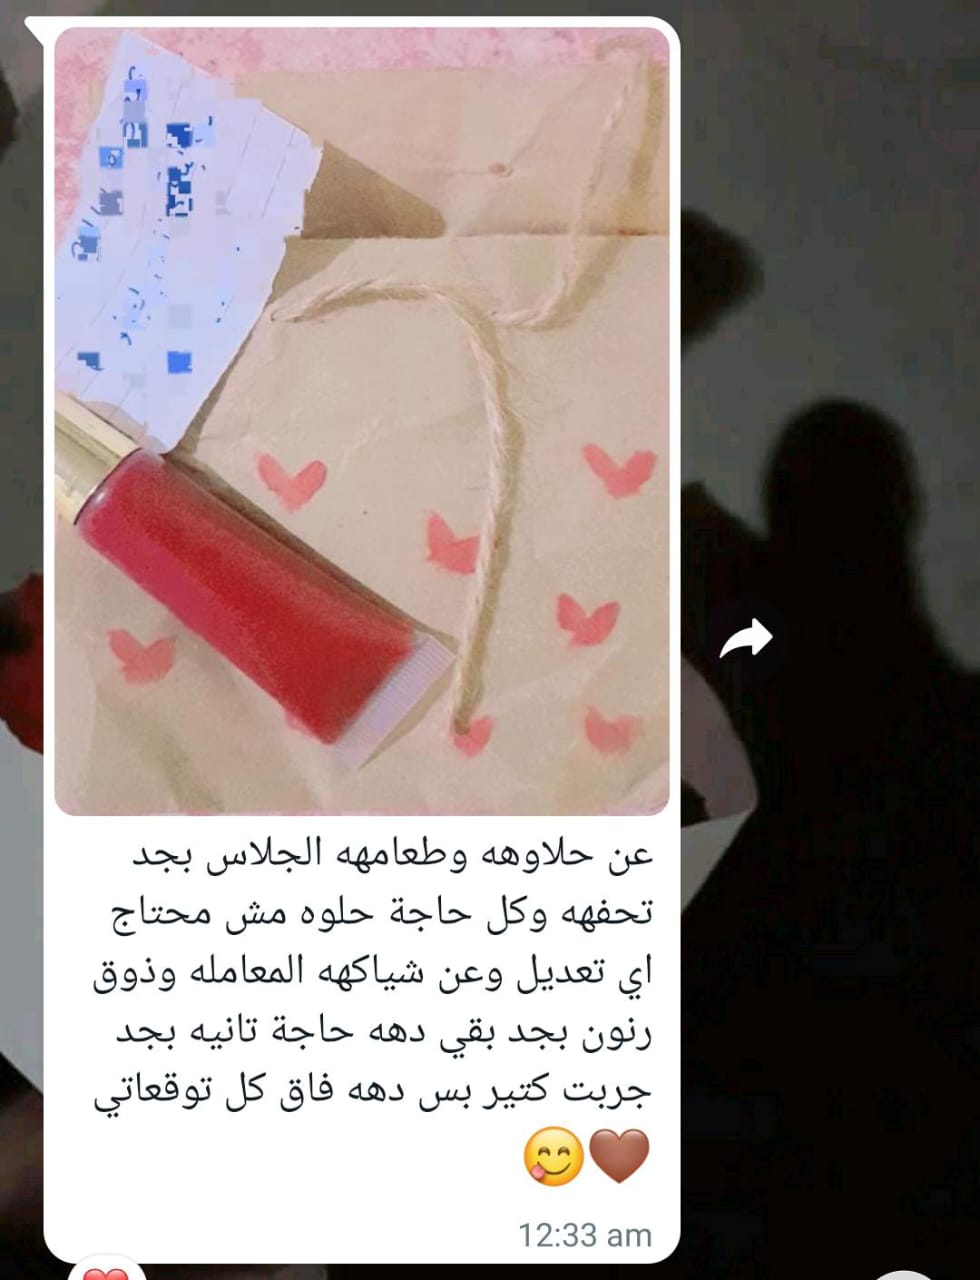 عن حلاوهه وطعامهه الجلاس بجد
تحفهه وكل حاجة حلوه مش محتاج
اي تعديل وعن شياكهه المعامله وذوق
رنون بجد بقي دهه حاجة تانيه بجد
جربت كتير بس دهه فاق كل توقعاتي
🤎😋
12:33 am